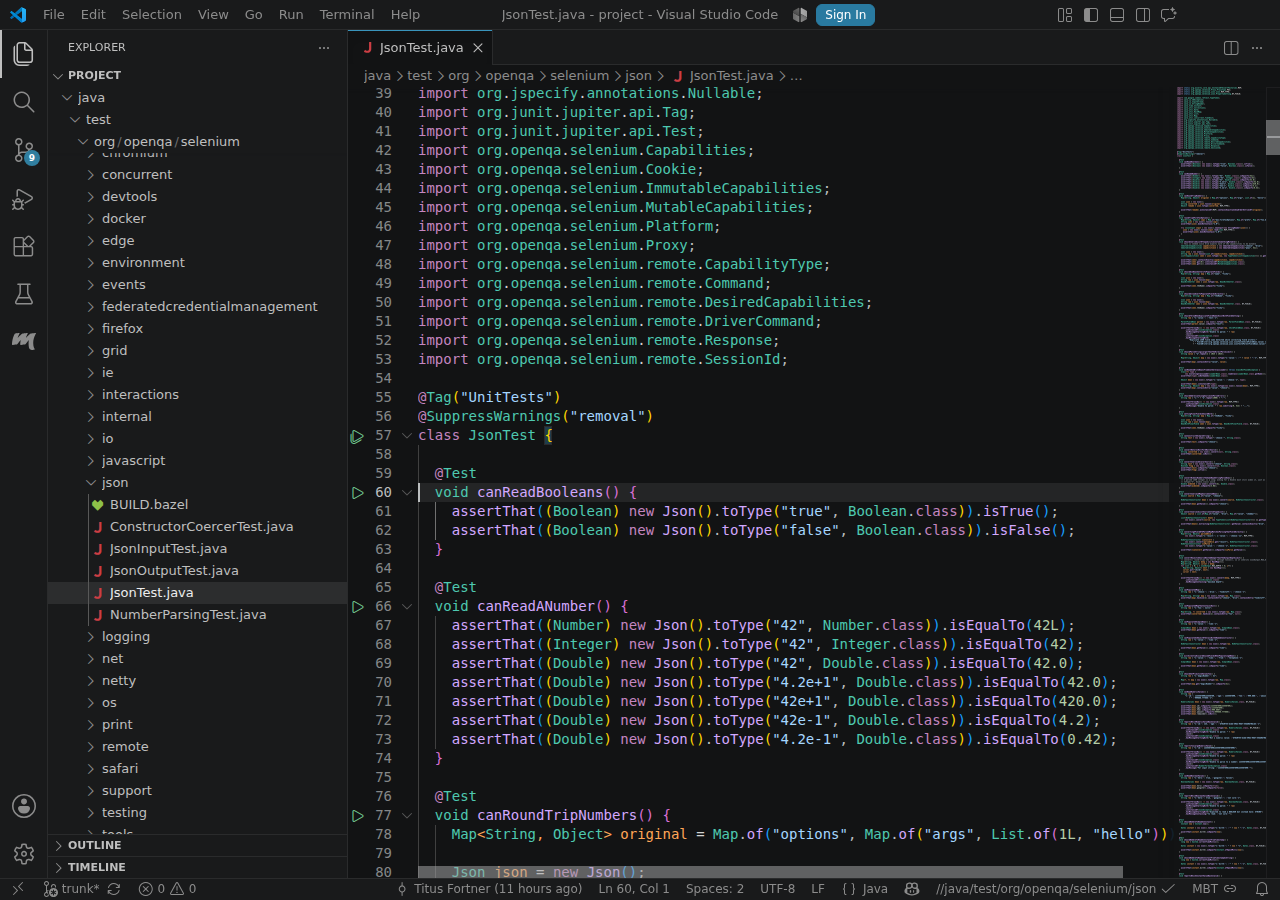 File Edit Selection View Go Run Terminal Help JsonTest.java - project - Visual Studio Code Sign In
EXPLORER
PROJECT
java
test
org/openqa/selenium
chromium
concurrent
devtools
docker
edge
environment
events
federatedcredentialmanagement
firefox
grid
ie
interactions
internal
io
javascript
json
BUILD.bazel
ConstructorCoercerTest.java
JsonInputTest.java
JsonOutputTest.java
JsonTest.java
NumberParsingTest.java
logging
net
netty
os
print
remote
safari
support
testing
tools
OUTLINE
TIMELINE
9
JsonTest.java
java > test > org > openqa > selenium > json > JsonTest.java > ...
39 import org.jspecify.annotations.Nullable;
40 import org.junit.jupiter.api.Tag;
41 import org.junit.jupiter.api.Test;
42 import org.openqa.selenium.Capabilities;
43 import org.openqa.selenium.Cookie;
44 import org.openqa.selenium.ImmutableCapabilities;
45 import org.openqa.selenium.MutableCapabilities;
46 import org.openqa.selenium.Platform;
47 import org.openqa.selenium.Proxy;
48 import org.openqa.selenium.remote.CapabilityType;
49 import org.openqa.selenium.remote.Command;
50 import org.openqa.selenium.remote.DesiredCapabilities;
51 import org.openqa.selenium.remote.DriverCommand;
52 import org.openqa.selenium.remote.Response;
53 import org.openqa.selenium.remote.SessionId;
54
55 @Tag("UnitTests")
56 @SuppressWarnings("removal")
57 class JsonTest {
58
59 @Test
60 void canReadBooleans() {
61 assertThat((Boolean) new Json().toType("true", Boolean.class)).isTrue();
62 assertThat((Boolean) new Json().toType("false", Boolean.class)).isFalse();
63 }
64
65 @Test
66 void canReadANumber() {
67 assertThat((Number) new Json().toType("42", Number.class)).isEqualTo(42L);
68 assertThat((Integer) new Json().toType("42", Integer.class)).isEqualTo(42);
69 assertThat((Double) new Json().toType("42", Double.class)).isEqualTo(42.0);
70 assertThat((Double) new Json().toType("4.2e+1", Double.class)).isEqualTo(42.0);
71 assertThat((Double) new Json().toType("42e+1", Double.class)).isEqualTo(420.0);
72 assertThat((Double) new Json().toType("42e-1", Double.class)).isEqualTo(4.2);
73 assertThat((Double) new Json().toType("4.2e-1", Double.class)).isEqualTo(0.42);
74 }
75
76 @Test
77 void canRoundTripNumbers() {
78 Map<String, Object> original = Map.of("options", Map.of("args", List.of(1L, "hello"))
79
80 Json json = new Json();
trunk* 0 0 Titus Fortner (11 hours ago) Ln 60, Col 1 Spaces: 2 UTF-8 LF { } Java //java/test/org/openqa/selenium/json MBT